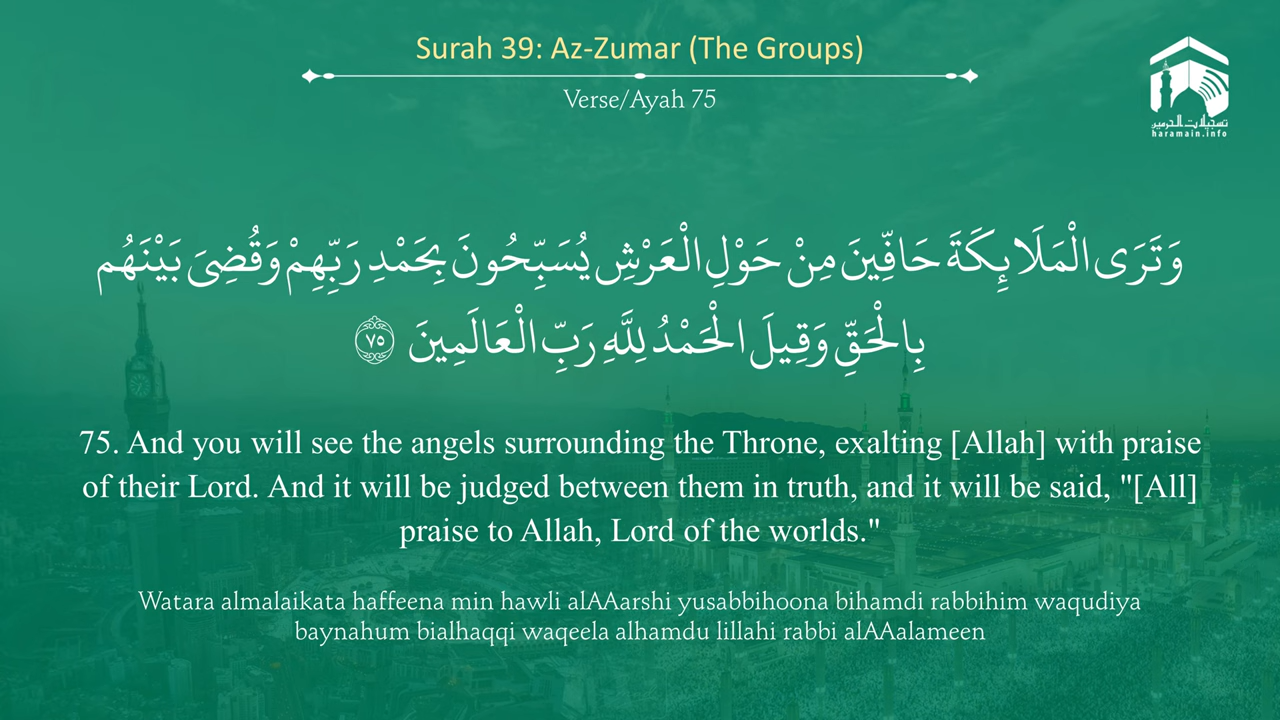 Surah 39: Az-Zumar (The Groups)
Verse/Ayah 75
تسجيلات الحرمين
haramain.info
وَتَرَى الْمَلَائِكَةَ حَافِّينَ مِنْ حَوْلِ الْعَرْشِ يُسَبِّحُونَ بِحَمْدِ رَبِّهِمْ وَقُضِيَ بَيْنَهُم
بِالْحَقِّ وَقِيلَ الْحَمْدُ لِلَّهِ رَبِّ الْعَالَمِينَ ٧٥
75. And you will see the angels surrounding the Throne, exalting [Allah] with praise
of their Lord. And it will be judged between them in truth, and it will be said, "[All]
praise to Allah, Lord of the worlds."
Watara almalaikata haffeena min hawli alAAarshi yusabbihoona bihamdi rabbihim waqudiya
baynahum bialhaqqi waqeela alhamdu lillahi rabbi alAAalameen